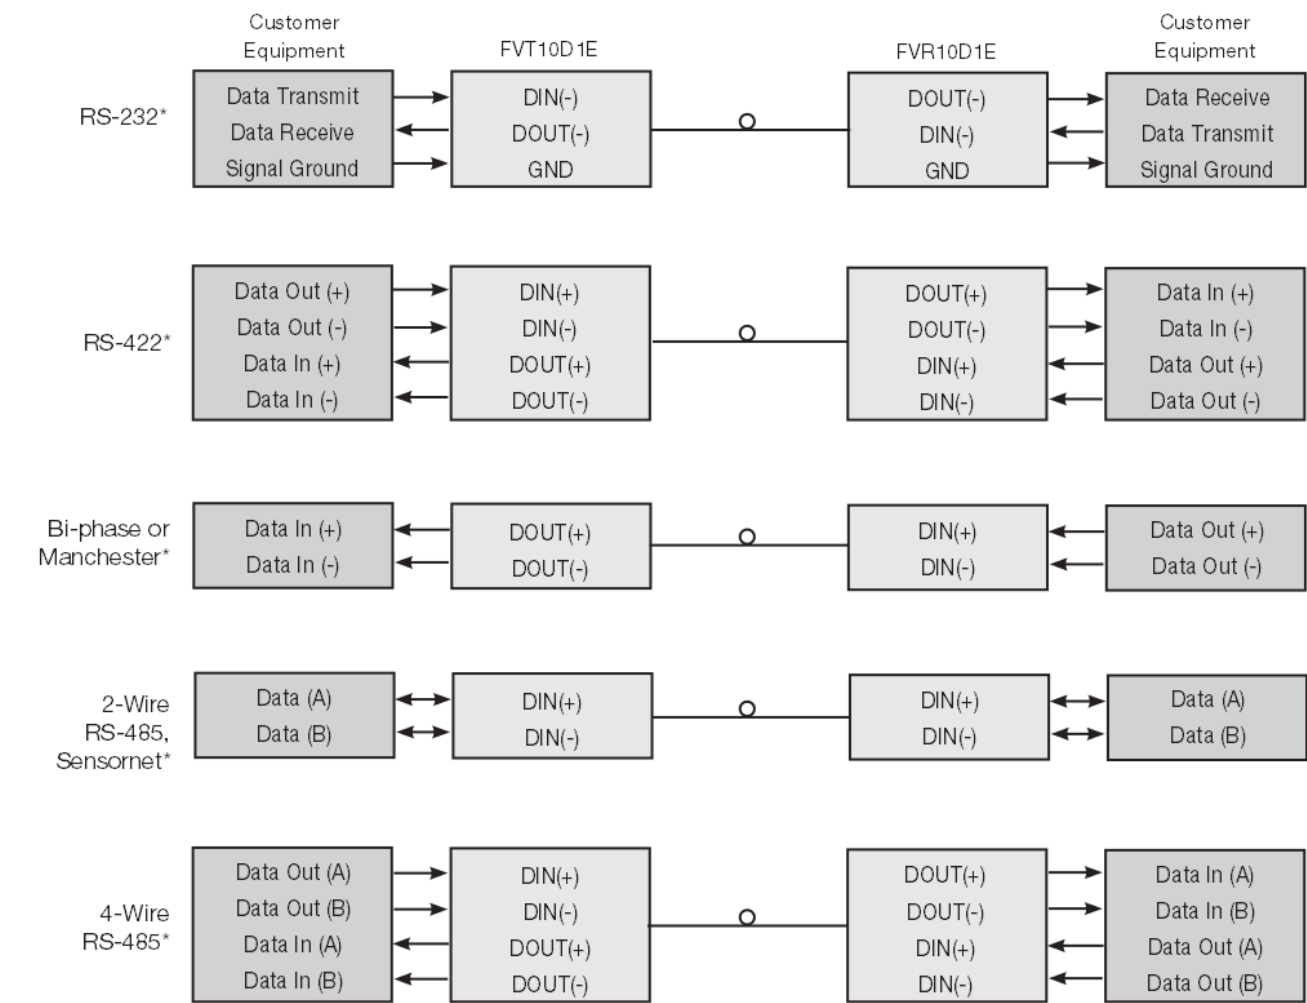 Customer
Equipment
FVT10D1E
FVR10D1E
Customer
Equipment
RS-232*
Data Transmit
Data Receive
Signal Ground
DIN(-)
DOUT(-)
GND
DOUT(-)
DIN(-)
GND
Data Receive
Data Transmit
Signal Ground
RS-422*
Data Out (+)
Data Out (-)
Data In (+)
Data In (-)
DIN(+)
DIN(-)
DOUT(+)
DOUT(-)
DOUT(+)
DOUT(-)
DIN(+)
DIN(-)
Data In (+)
Data In (-)
Data Out (+)
Data Out (-)
Bi-phase or
Manchester*
Data In (+)
Data In (-)
DOUT(+)
DOUT(-)
DIN(+)
DIN(-)
Data Out (+)
Data Out (-)
2-Wire
RS-485,
Sensornet*
Data (A)
Data (B)
DIN(+)
DIN(-)
DIN(+)
DIN(-)
Data (A)
Data (B)
4-Wire
RS-485*
Data Out (A)
Data Out (B)
Data In (A)
Data In (B)
DIN(+)
DIN(-)
DOUT(+)
DOUT(-)
DOUT(+)
DOUT(-)
DIN(+)
DIN(-)
Data In (A)
Data In (B)
Data Out (A)
Data Out (B)